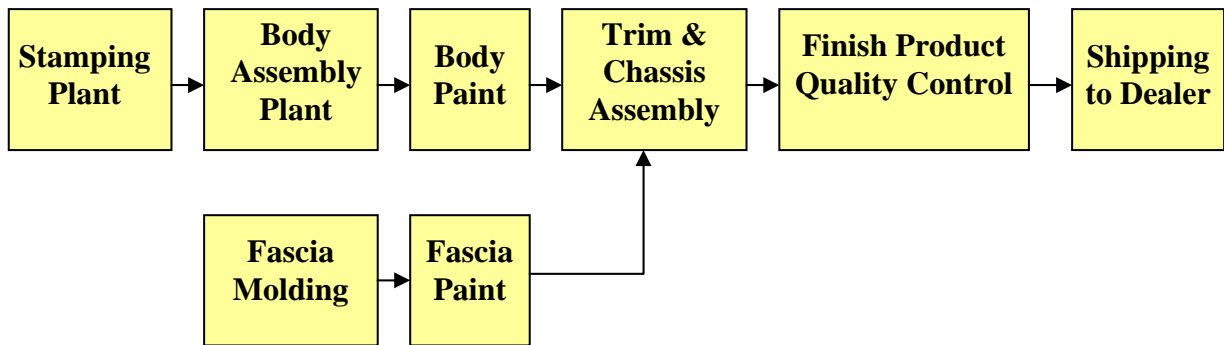 Stamping
Plant
Body
Assembly
Plant
Body
Paint
Trim &
Chassis
Assembly
Finish Product
Quality Control
Shipping
to Dealer
Fascia
Molding
Fascia
Paint